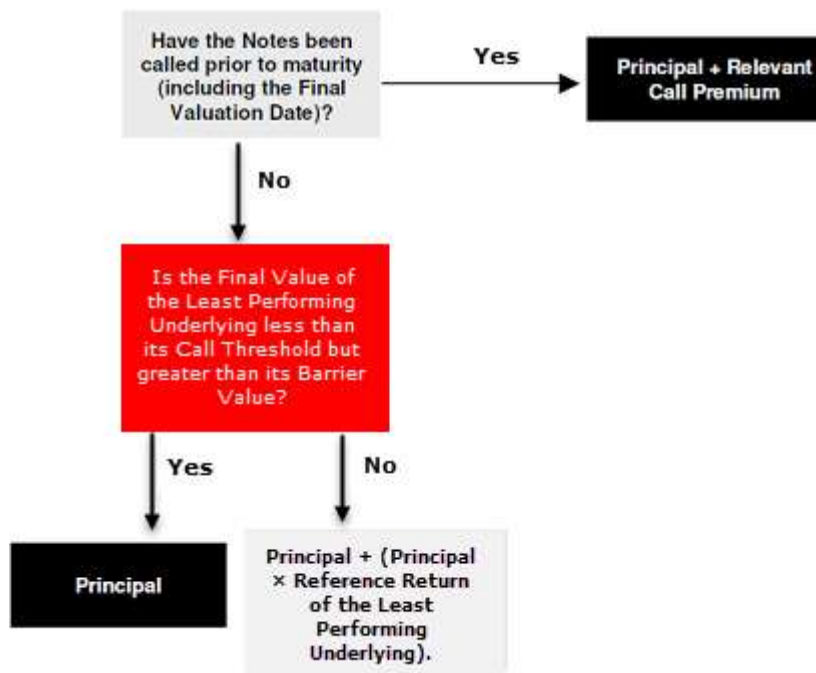 Have the Notes been
called prior to maturity
(including the Final
Valuation Date)?
Yes
Principal + Relevant
Call Premium
No
Is the Final Value of
the Least Performing
Underlying less than
its Call Threshold but
greater than its Barrier
Value?
Yes
No
Principal
Principal + (Principal
× Reference Return
of the Least
Performing
Underlying).